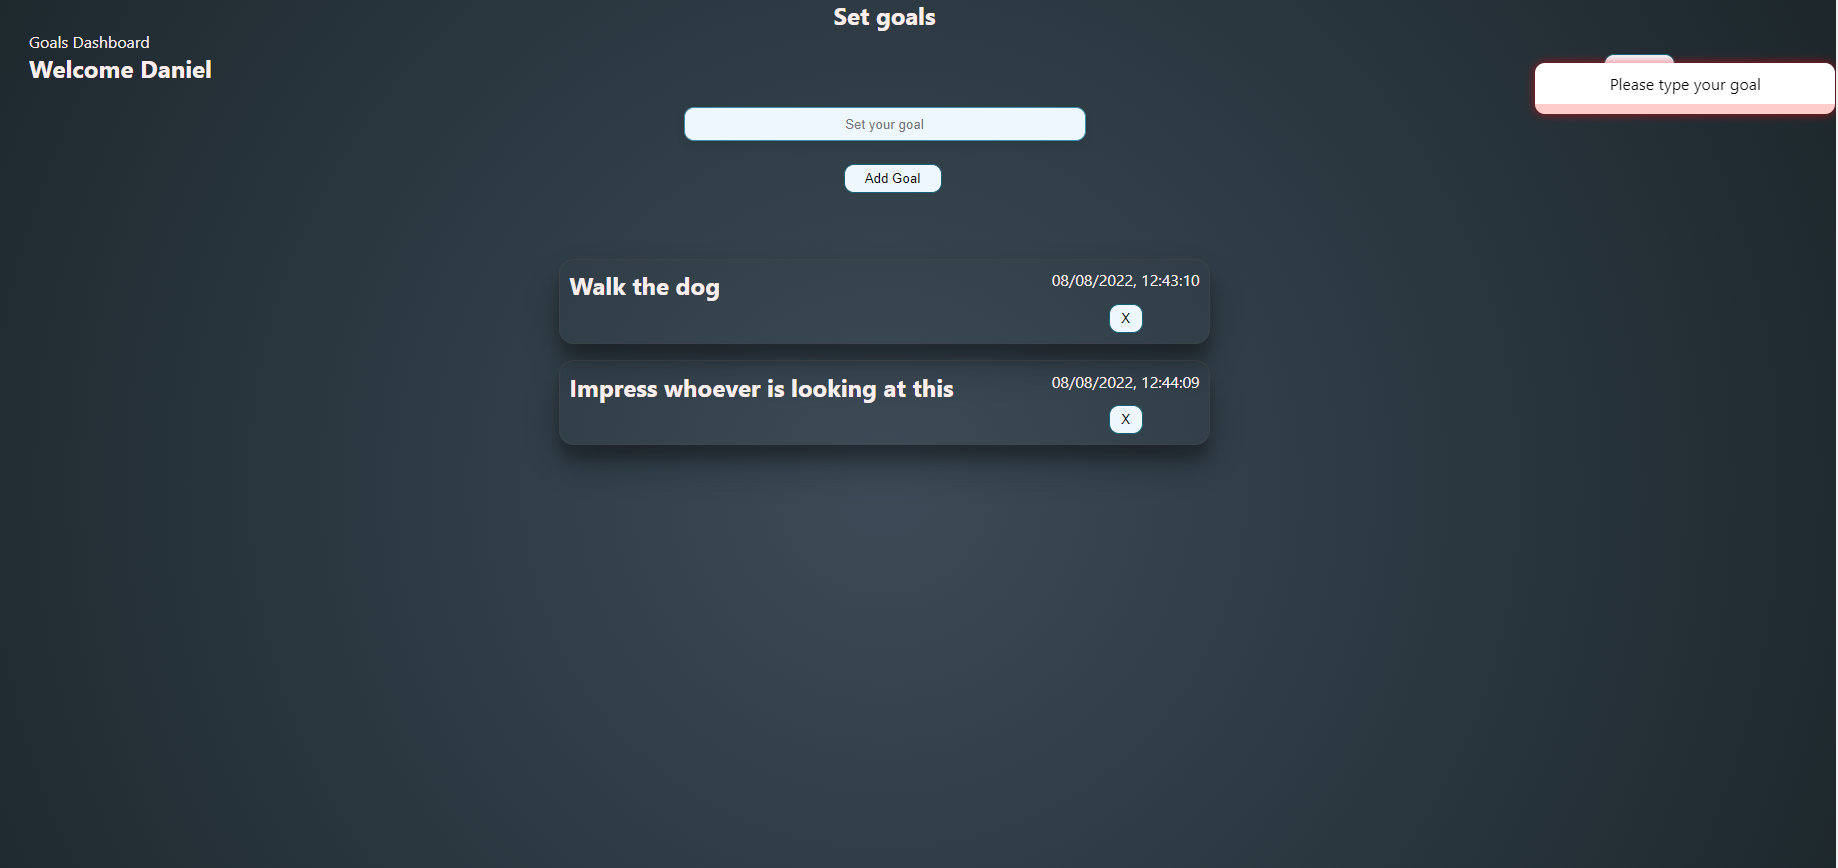 Set goals
Goals Dashboard
Welcome Daniel
Please type your goal
Set your goal
Add Goal
Walk the dog
08/08/2022, 12:43:10
X
Impress whoever is looking at this
08/08/2022, 12:44:09
X